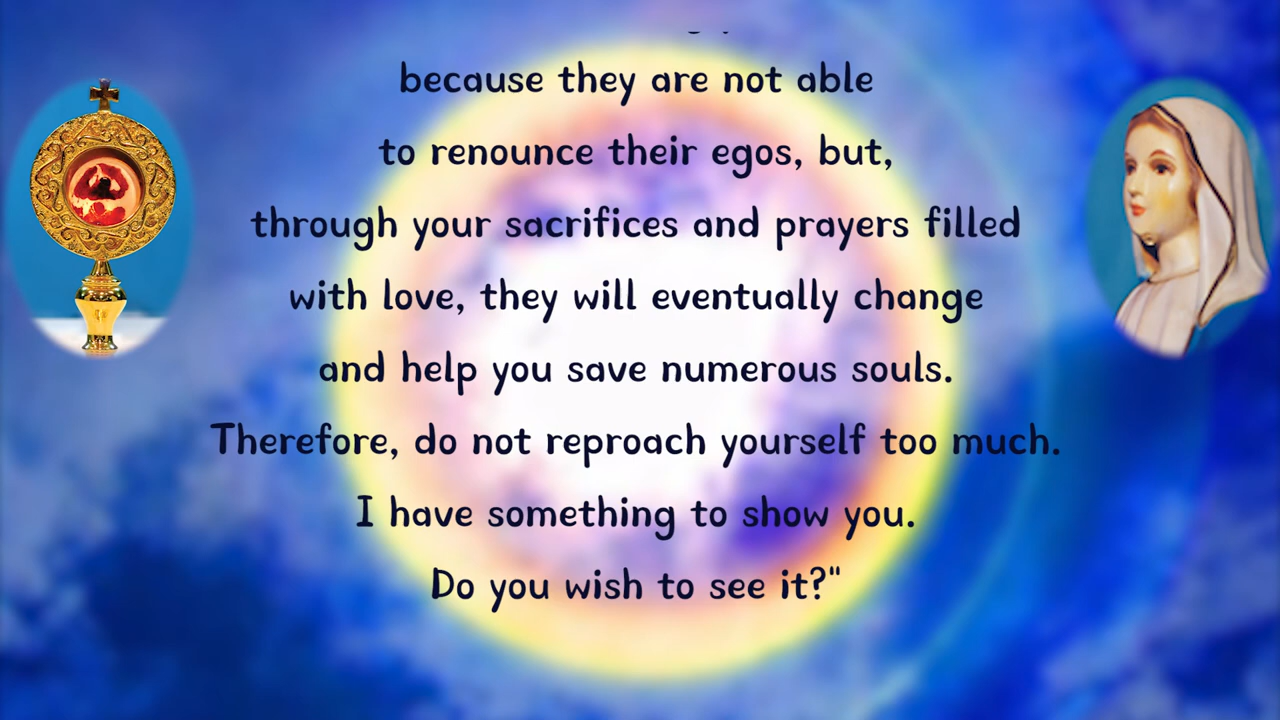 because they are not able
to renounce their egos, but,
through your sacrifices and prayers filled
with love, they will eventually change
and help you save numerous souls.
Therefore, do not reproach yourself too much.
I have something to show you.
Do you wish to see it?"